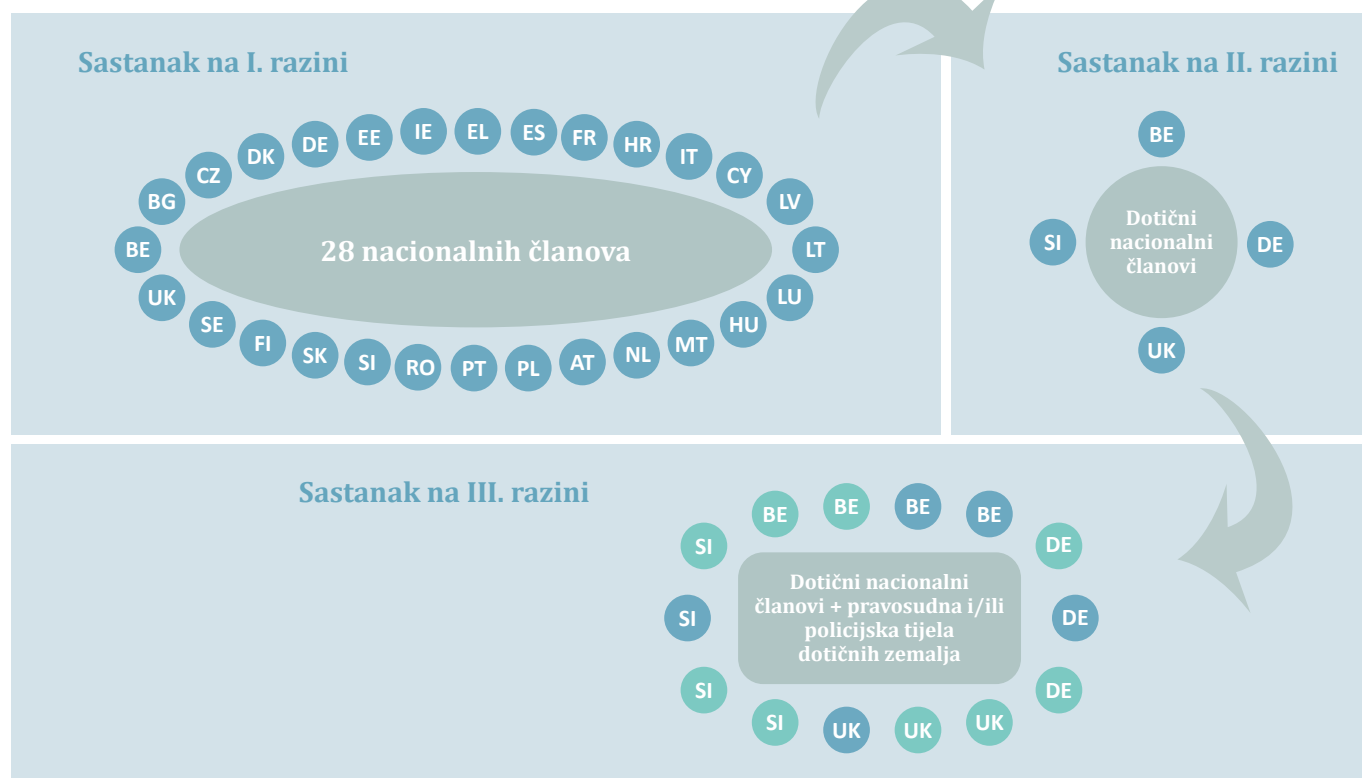 Sastanak na I. razini
BE
BG
CZ
DK
DE
EE
IE
EL
ES
FR
HR
IT
CY
LV
LT
LU
HU
MT
NL
AT
PL
PT
RO
SI
SK
FI
SE
UK
28 nacionalnih članova
Sastanak na II. razini
BE
SI
Dotični
nacionalni
članovi
DE
UK
Sastanak na III. razini
BE
BE
BE
BE
SI
DE
SI
Dotični nacionalni
članovi + pravosudna i/ili
policijska tijela
dotičnih zemalja
DE
SI
DE
SI
UK
UK
UK